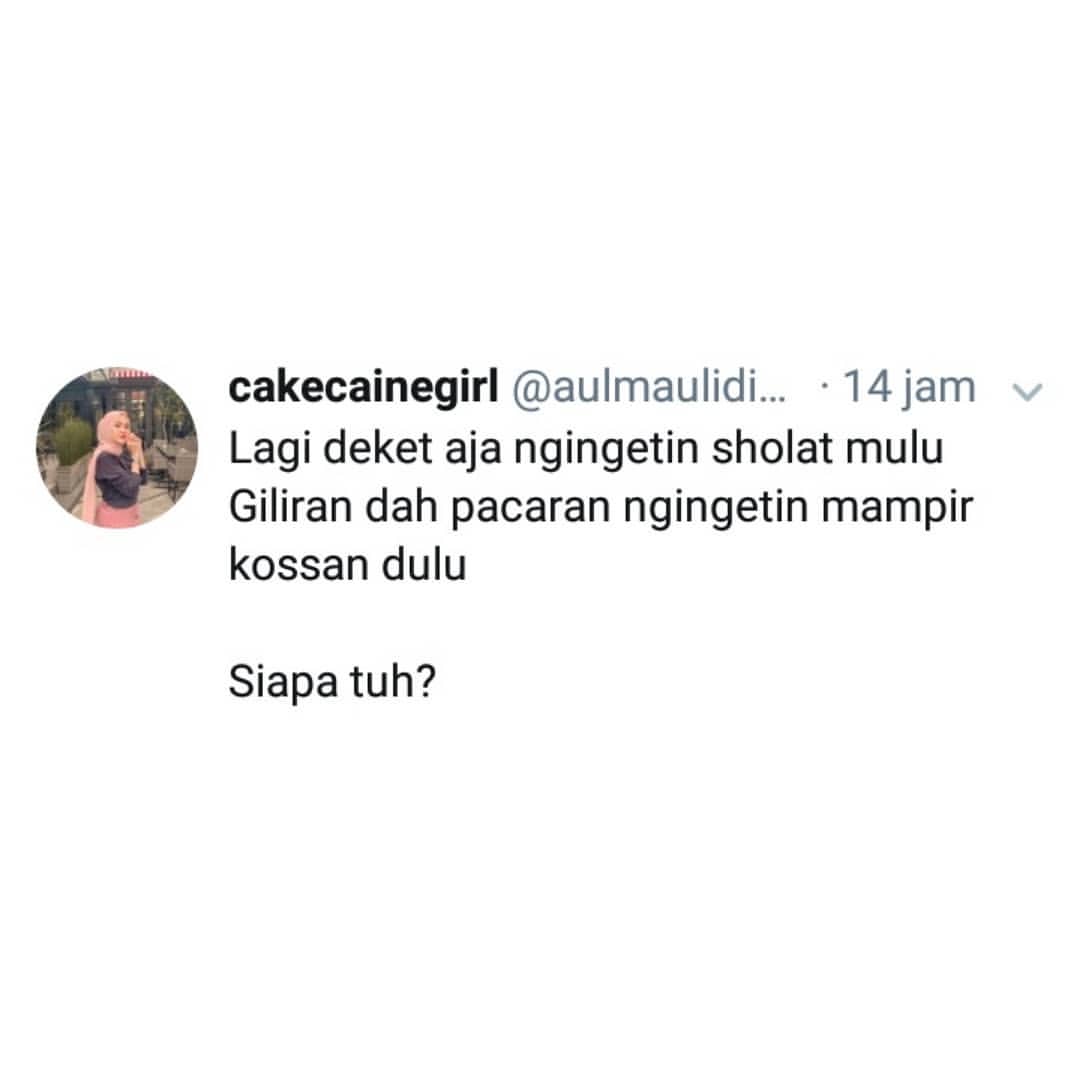 cakecainegirl @aulmaulidi... · 14 jam
Lagi deket aja ngingetin sholat mulu
Giliran dah pacaran ngingetin mampir
kossan dulu
Siapa tuh?